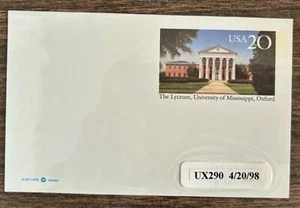 USA 20
The Lyceum, University of Mississippi, Oxford
UX290 4/20/98